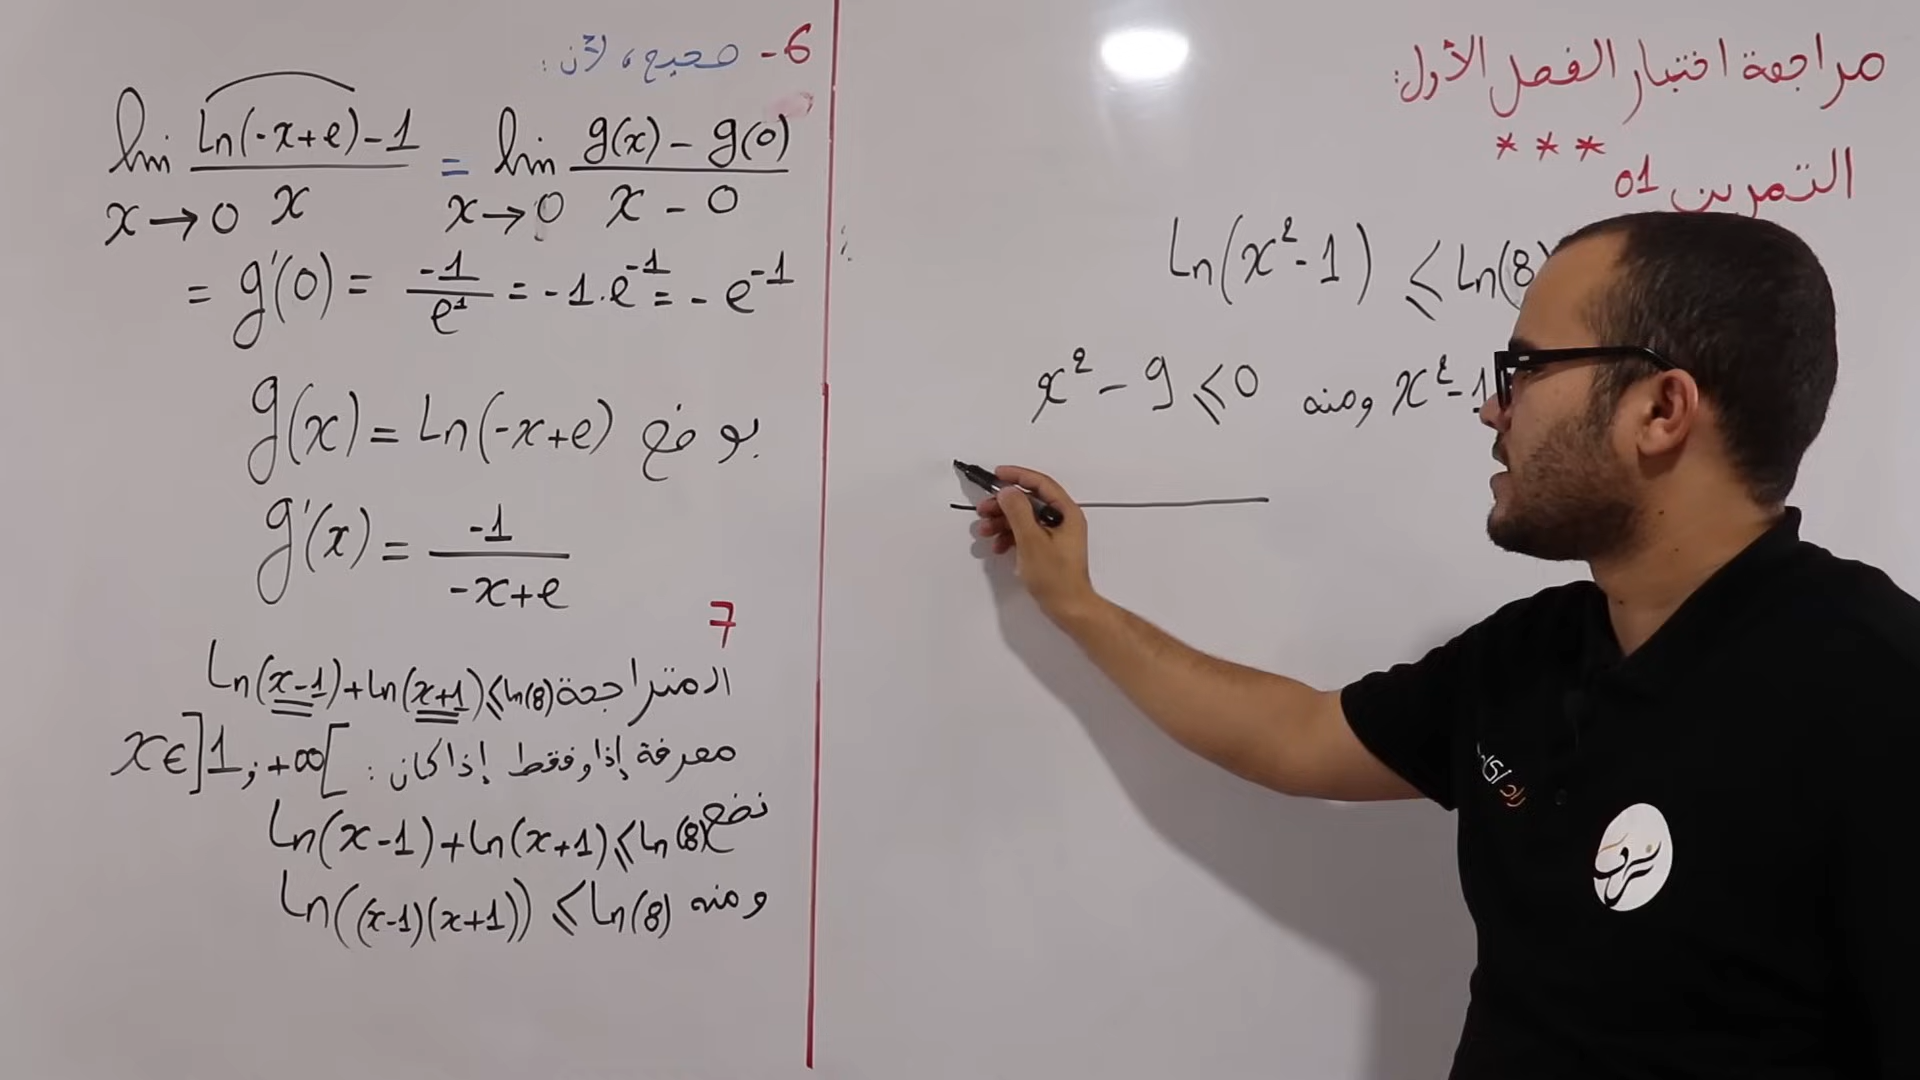 مراجعة اختبار الفصل الأول:
* * *
التمرين 01
6- صحيح، لأن:
lim x→0 (Ln(-x+e)-1)/x = lim x→0 (g(x) - g(0))/(x - 0)
= g'(0) = -1/e¹ = -1.e⁻¹ = - e⁻¹
بوضع g(x) = Ln(-x+e)
g'(x) = -1/(-x+e)
7
المتراجحة Ln(x-1)+Ln(x+1)≤Ln(8)
معرفة إذا وفقط إذا كان: x∈]1;+∞[
نضع Ln(x-1)+Ln(x+1)≤Ln(8)
ومنه Ln((x-1)(x+1)) ≤ Ln(8)
Ln(x²-1) ≤ Ln(8)
x²-1 ومنه x² - 9 ≤ 0
زاد أكا